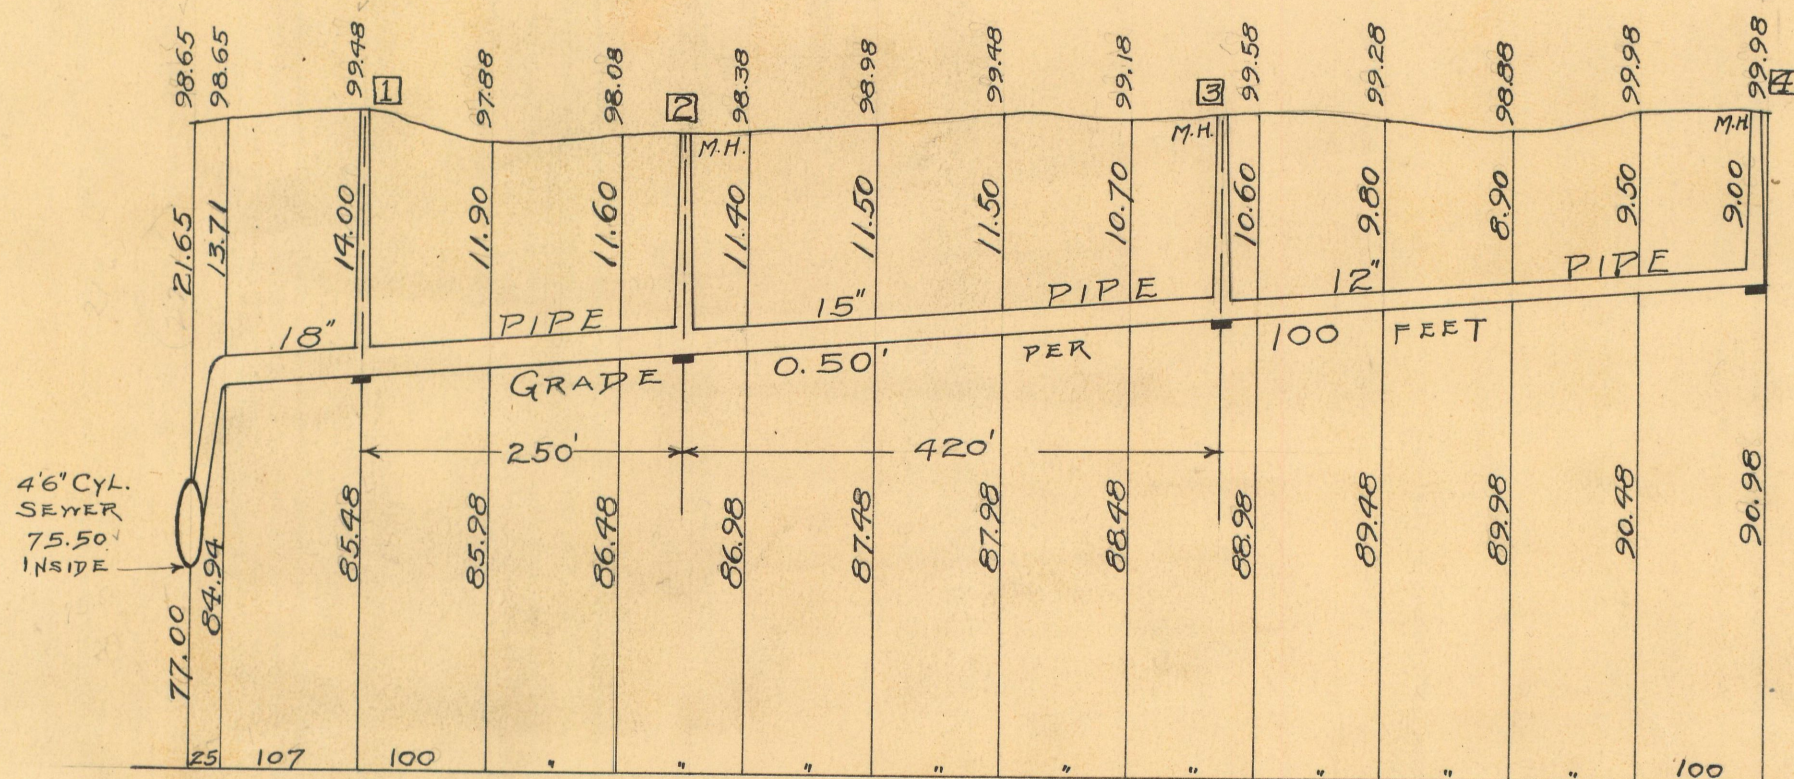 98.65 98.65 99.48 97.88 98.08 98.38 98.98 99.48 99.18 99.58 99.28 98.88 99.98 99.98
1 2 3 4
M.H. M.H. M.H
21.65 13.71 14.00 11.90 11.60 11.40 11.50 11.50 10.70 10.60 9.80 8.90 9.50 9.00
18" PIPE 15" PIPE 12" PIPE
GRADE 0.50' PER 100 FEET
250' 420'
4'6" CYL.
SEWER
75.50
INSIDE
77.00 84.94 85.48 85.98 86.48 86.98 87.48 87.98 88.48 88.98 89.48 89.98 90.48 90.98
25 107 100 " " " " " " " " " 100